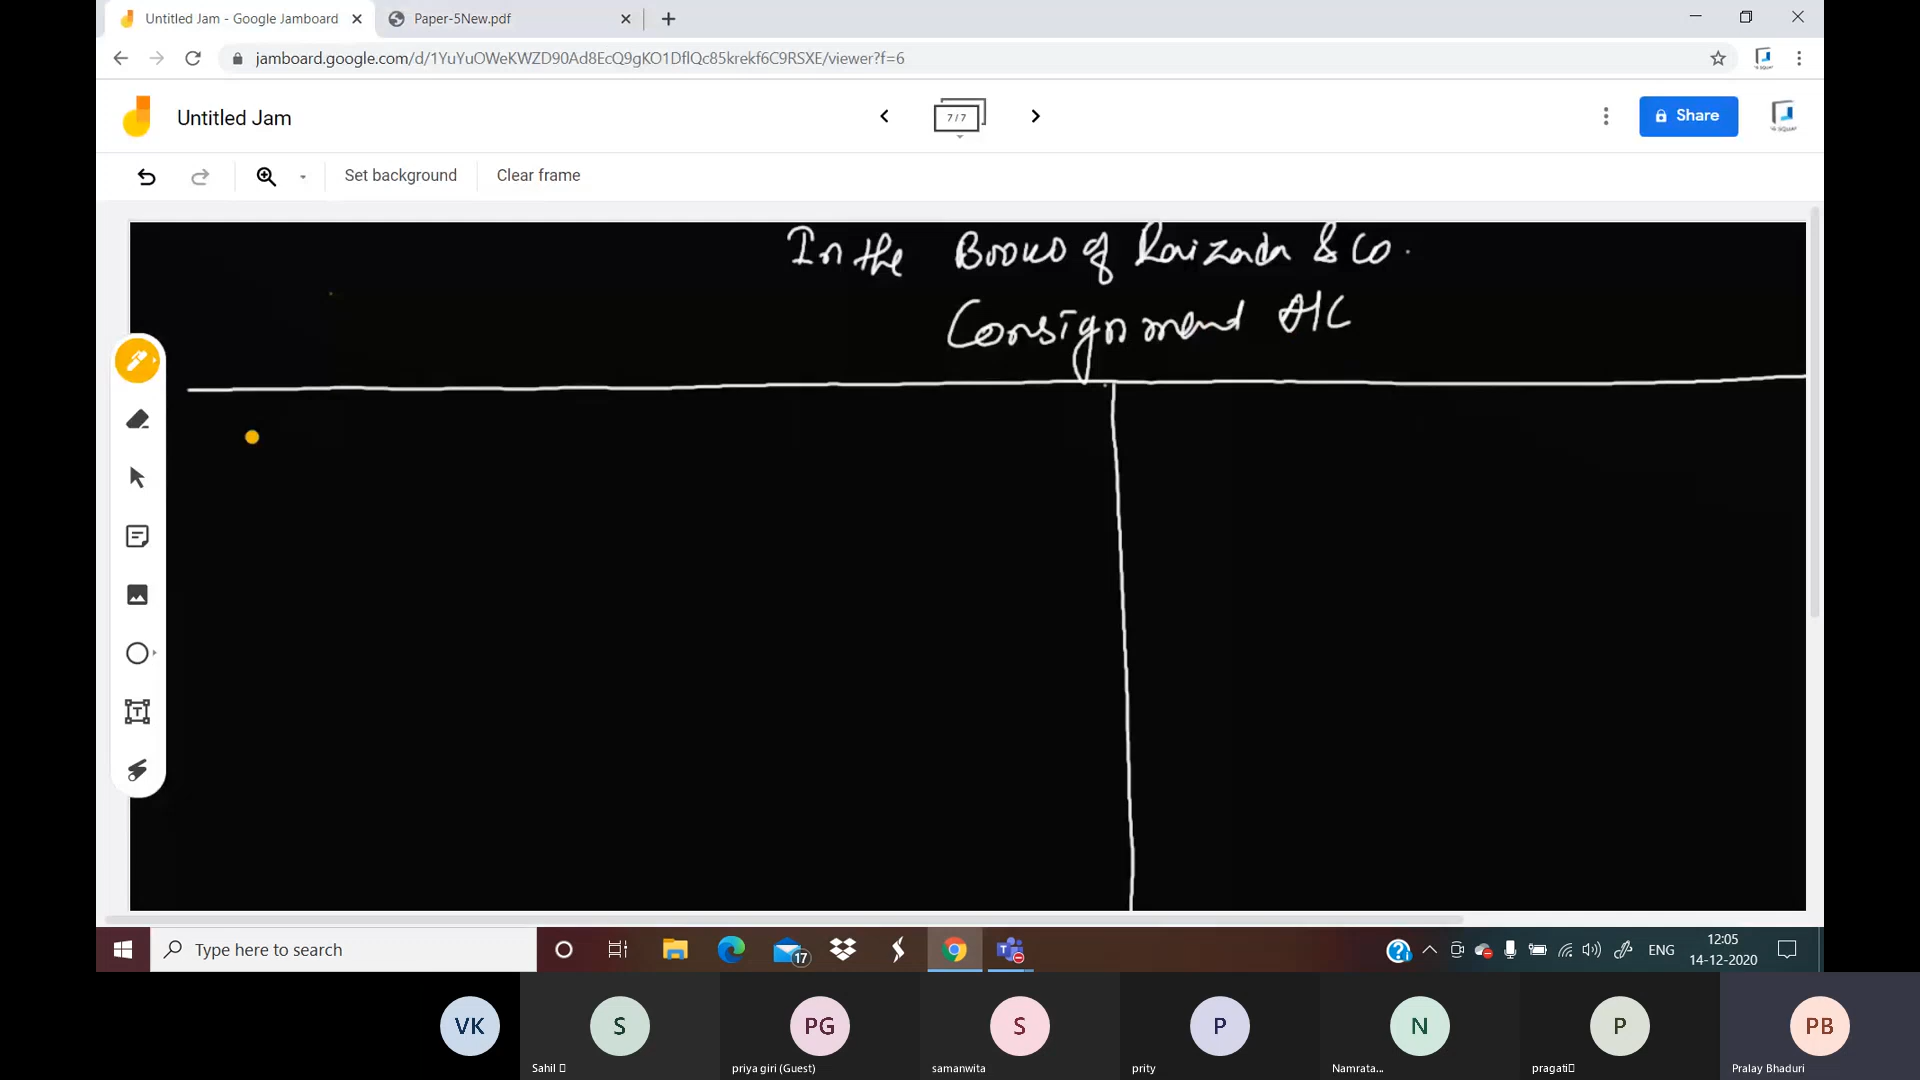 Untitled Jam - Google Jamboard
Paper-5New.pdf
jamboard.google.com/d/1YuYuOWeKWZD90Ad8EcQ9gKO1DflQc85krekf6C9RSXE/viewer?f=6
Untitled Jam
7/7
Share
Set background
Clear frame
In the Books of Raizada & Co.
Consignment A/C
Type here to search
17
ENG
12:05
14-12-2020
VK
S
PG
S
P
N
P
PB
Sahil
priya giri (Guest)
samanwita
prity
Namrata...
pragati
Pralay Bhaduri